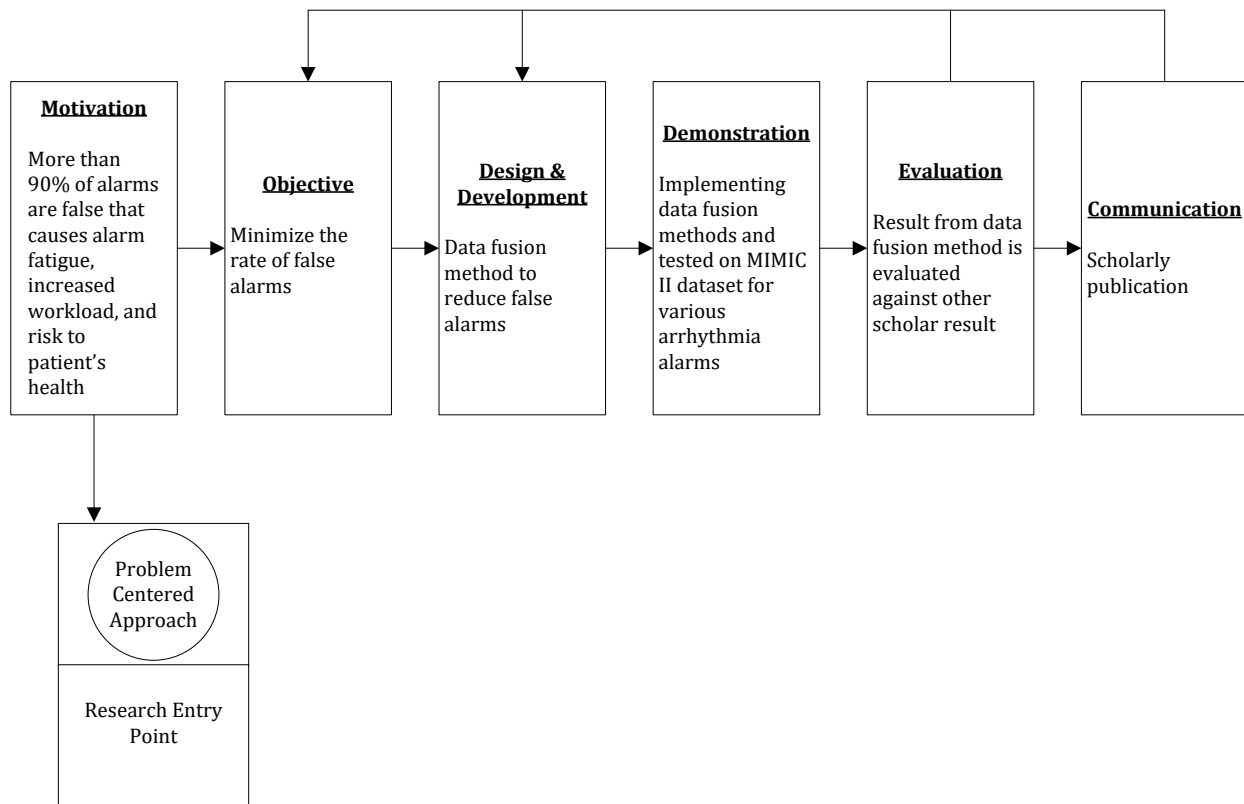 Motivation
More than
90% of alarms
are false that
causes alarm
fatigue,
increased
workload, and
risk to
patient’s
health
Objective
Minimize the
rate of false
alarms
Design &
Development
Data fusion
method to
reduce false
alarms
Demonstration
Implementing
data fusion
methods and
tested on MIMIC
II dataset for
various
arrhythmia
alarms
Evaluation
Result from data
fusion method is
evaluated
against other
scholar result
Communication
Scholarly
publication
Problem
Centered
Approach
Research Entry
Point